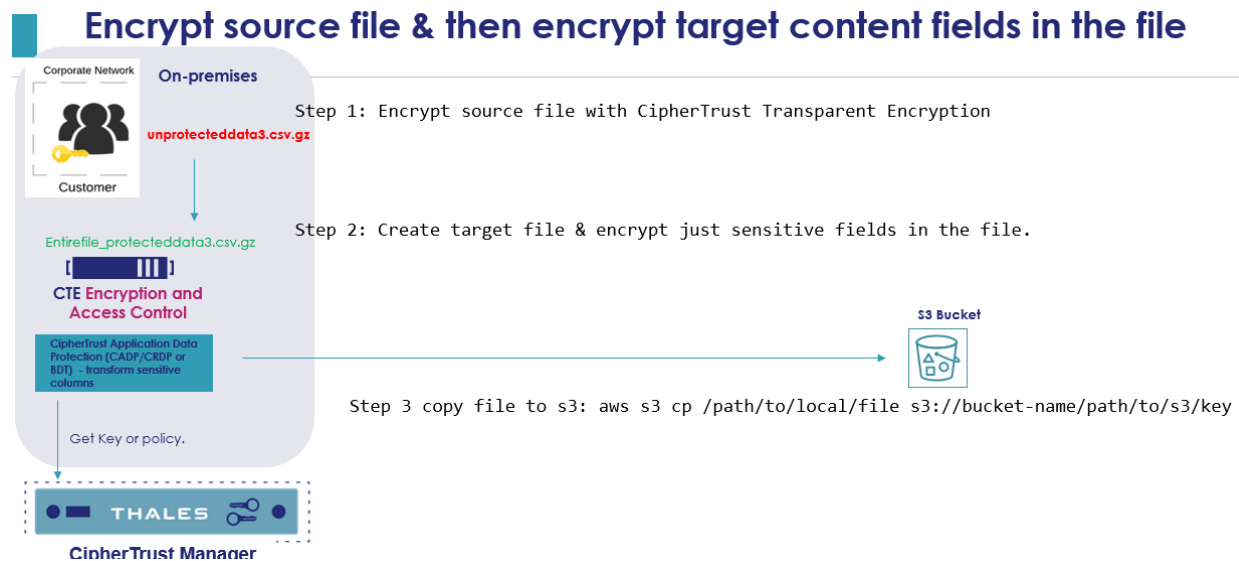 Encrypt source file & then encrypt target content fields in the file
Corporate Network
On-premises
Step 1: Encrypt source file with CipherTrust Transparent Encryption
unprotecteddata3.csv.gz
Customer
Step 2: Create target file & encrypt just sensitive fields in the file.
Entirefile_protecteddata3.csv.gz
CTE Encryption and
Access Control
S3 Bucket
CipherTrust Application Data
Protection (CADP/CRDP or
BDT) - transform sensitive
columns
Step 3 copy file to s3: aws s3 cp /path/to/local/file s3://bucket-name/path/to/s3/key
Get Key or policy.
THALES
CipherTrust Manager